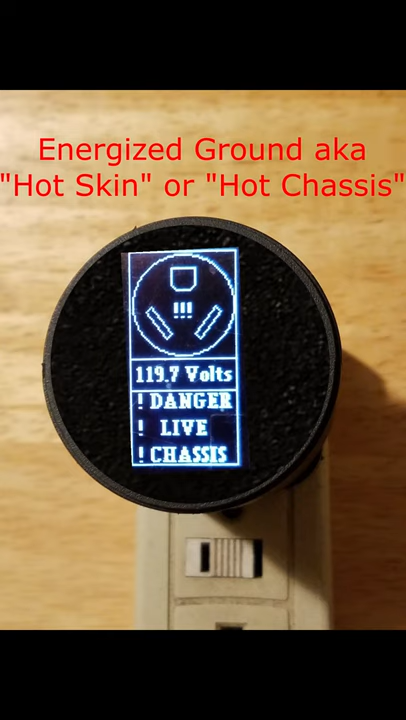 Energized Ground aka
"Hot Skin" or "Hot Chassis"
!!!
119.7 Volts
! DANGER
! LIVE
! CHASSIS